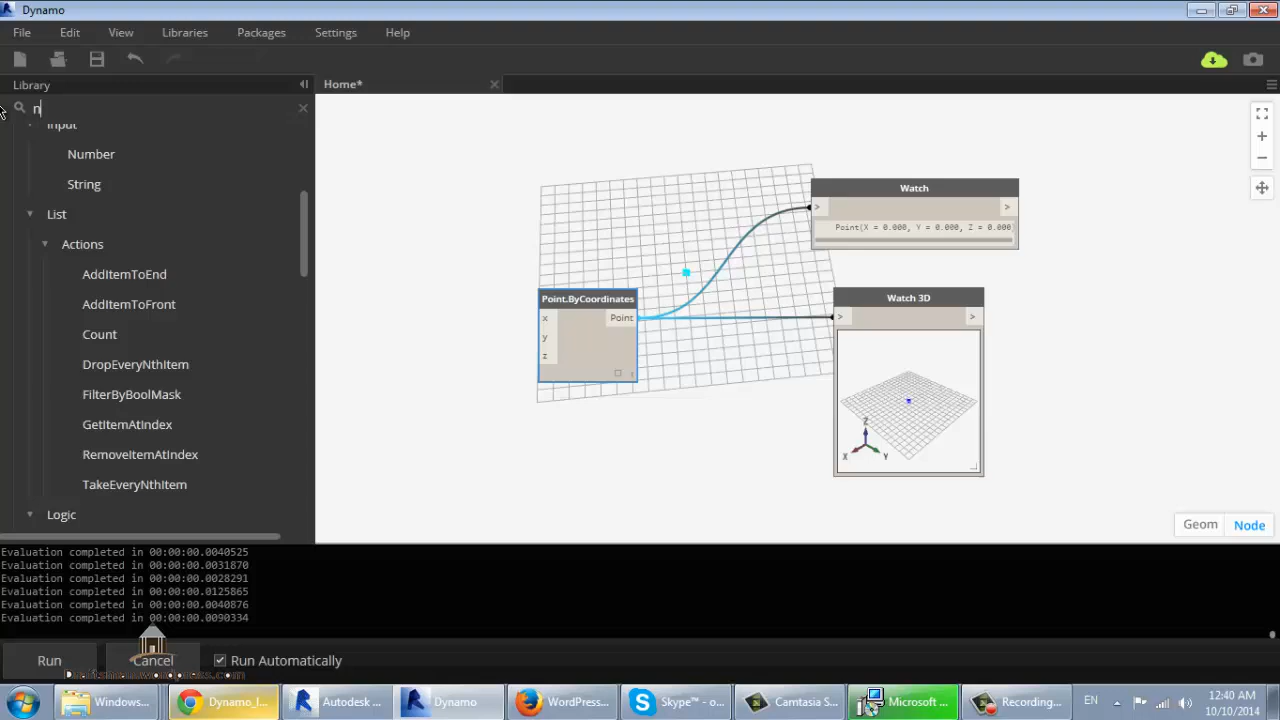 Dynamo
File Edit View Libraries Packages Settings Help
Library
Home*
n
Input
Number
String
List
Actions
AddItemToEnd
AddItemToFront
Count
DropEveryNthItem
FilterByBoolMask
GetItemAtIndex
RemoveItemAtIndex
TakeEveryNthItem
Logic
Watch
> >
Point(X = 0.000, Y = 0.000, Z = 0.000)
Point.ByCoordinates
x Point
y
z
Watch 3D
> >
Z
X Y
Geom Node
Evaluation completed in 00:00:00.0040525
Evaluation completed in 00:00:00.0031870
Evaluation completed in 00:00:00.0028291
Evaluation completed in 00:00:00.0125865
Evaluation completed in 00:00:00.0040876
Evaluation completed in 00:00:00.0090334
Run Cancel Run Automatically
Windows... Dynamo_I... Autodesk ... Dynamo WordPress... Skype™ - o... Camtasia S... Microsoft ... Recording... EN
12:40 AM
10/10/2014